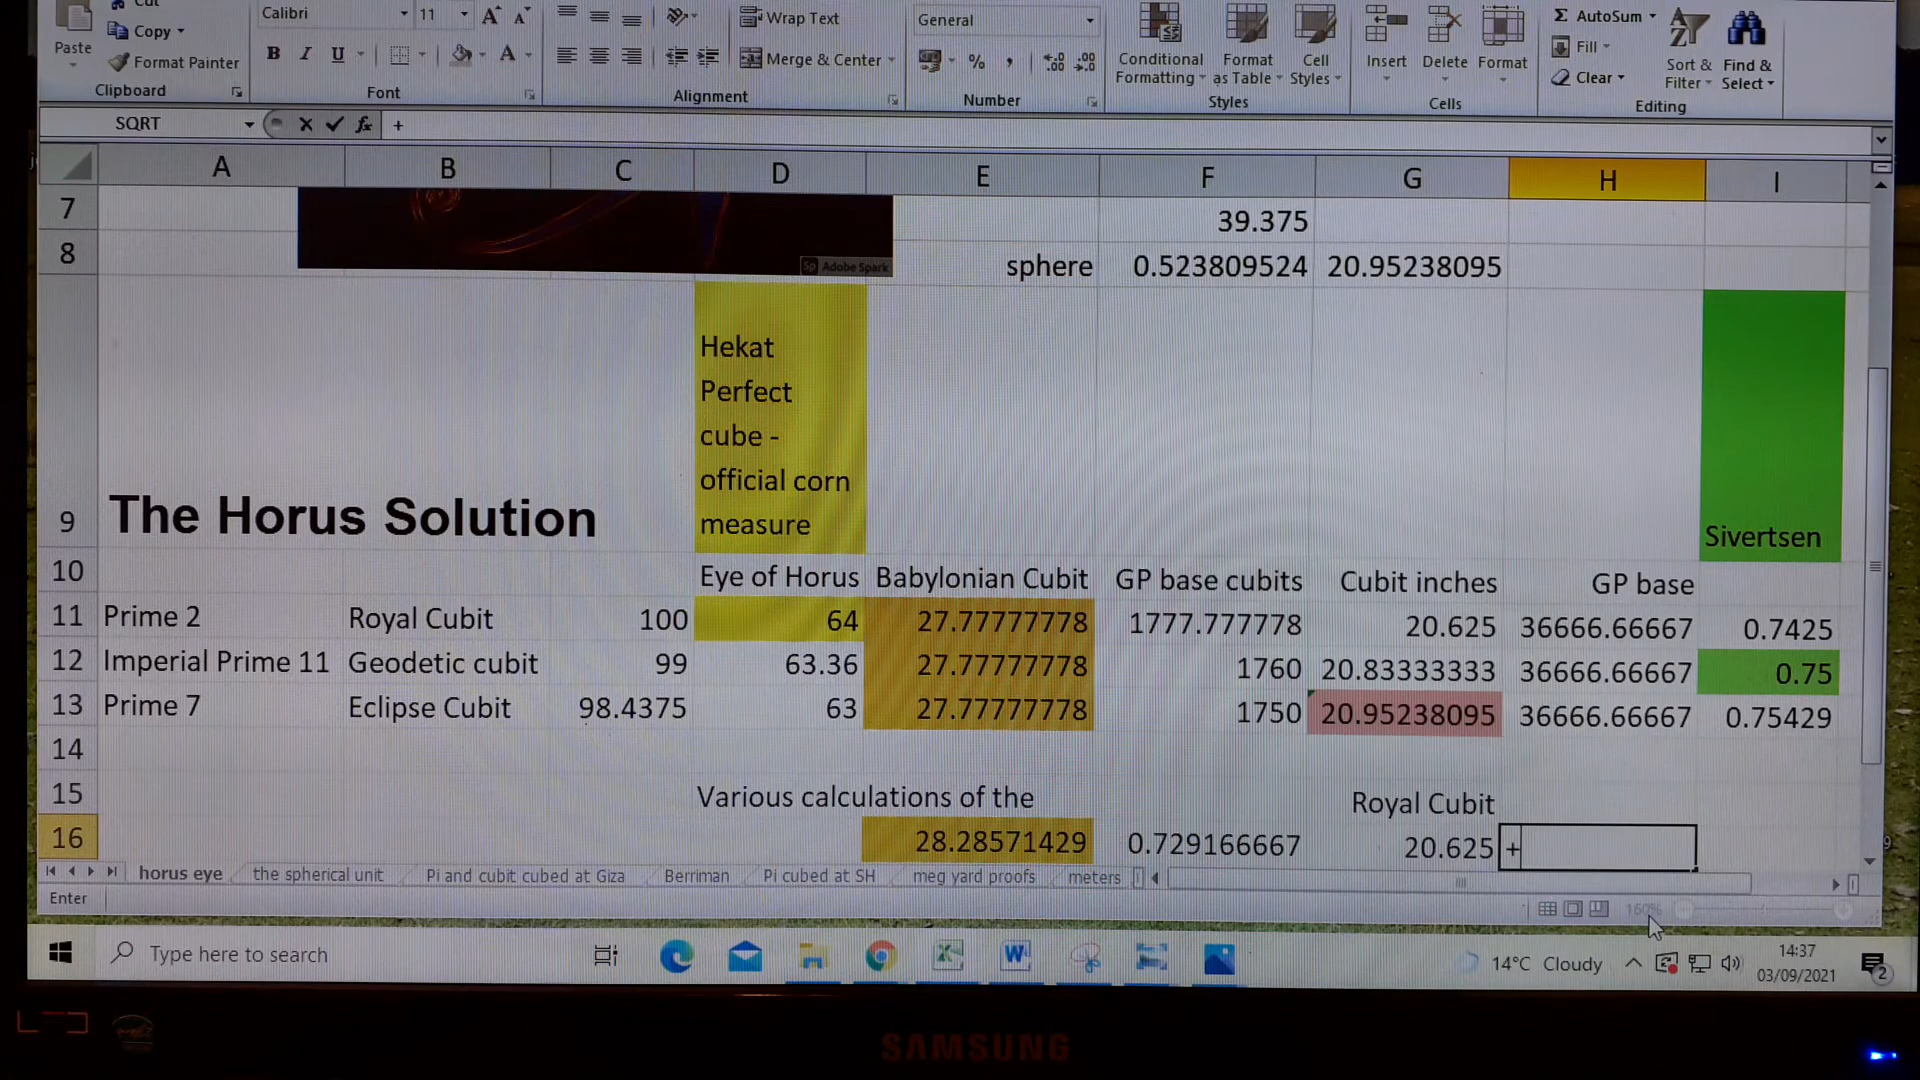 Cut
Calibri 11
General
Wrap Text
Σ AutoSum
Paste
Copy
Format Painter
B I U
A
Merge & Center
% ,
Conditional Formatting
Format as Table
Cell Styles
Insert
Delete
Format
Fill
Clear
Sort & Filter
Find & Select
Clipboard
Font
Alignment
Number
Styles
Cells
Editing
SQRT
fx
+
A B C D E F G H I
7 39.375
8 sphere 0.523809524 20.95238095
Sp Adobe Spark
Hekat
Perfect
cube -
official corn
measure
9 The Horus Solution Sivertsen
10 Eye of Horus Babylonian Cubit GP base cubits Cubit inches GP base
11 Prime 2 Royal Cubit 100 64 27.77777778 1777.777778 20.625 36666.66667 0.7425
12 Imperial Prime 11 Geodetic cubit 99 63.36 27.77777778 1760 20.83333333 36666.66667 0.75
13 Prime 7 Eclipse Cubit 98.4375 63 27.77777778 1750 20.95238095 36666.66667 0.75429
14
15 Various calculations of the Royal Cubit
16 28.28571429 0.729166667 20.625 +
horus eye the spherical unit Pi and cubit cubed at Giza Berriman Pi cubed at SH meg yard proofs meters
Enter 160%
Type here to search
14°C Cloudy
14:37
03/09/2021
2
SAMSUNG